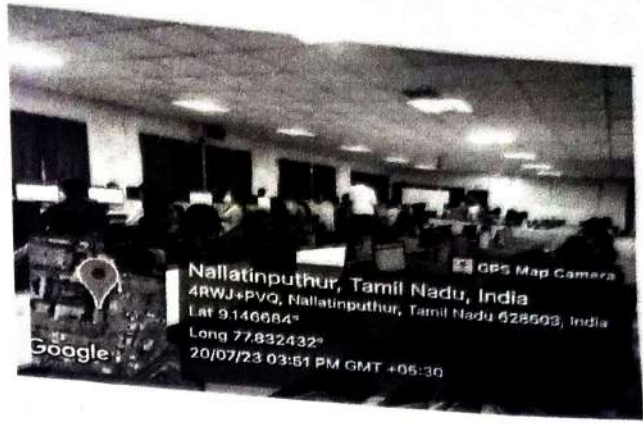 GPS Map Camera
Nallatinputhur, Tamil Nadu, India
4RWJ+PVQ, Nallatinputhur, Tamil Nadu 628503, India
Lat 9.140684°
Long 77.832432°
20/07/23 03:51 PM GMT +05:30
Google